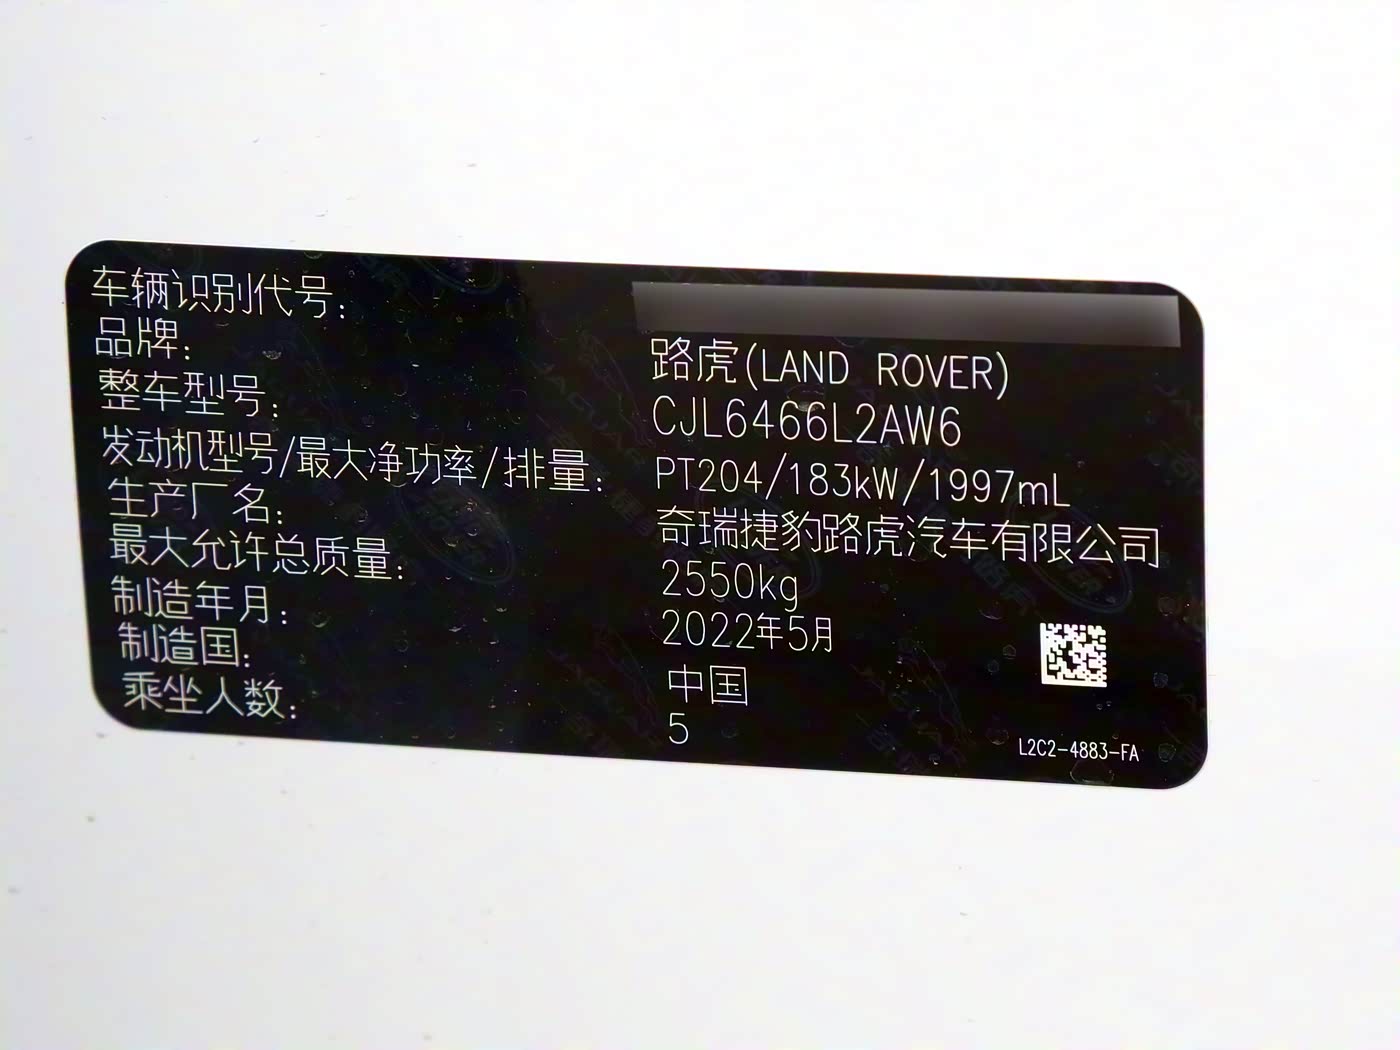 车辆识别代号:
品牌: 路虎(LAND ROVER)
整车型号: CJL6466L2AW6
发动机型号/最大净功率/排量: PT204/183kW/1997mL
生产厂名: 奇瑞捷豹路虎汽车有限公司
最大允许总质量: 2550kg
制造年月: 2022年5月
制造国: 中国
乘坐人数: 5
L2C2-4883-FA